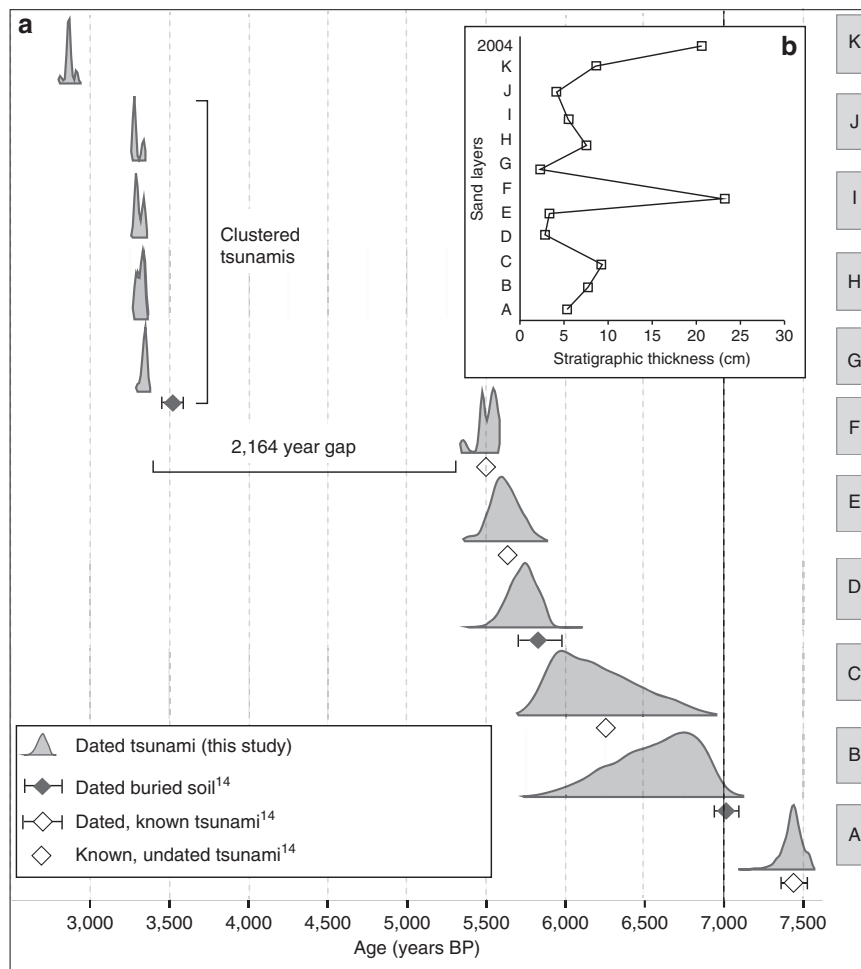 a
b
2004
K
J
I
H
G
F
E
D
C
B
A
Sand layers
0 5 10 15 20 25 30
Stratigraphic thickness (cm)
Clustered
tsunamis
2,164 year gap
K
J
I
H
G
F
E
D
C
B
A
Dated tsunami (this study)
Dated buried soil14
Dated, known tsunami14
Known, undated tsunami14
3,000 3,500 4,000 4,500 5,000 5,500 6,000 6,500 7,000 7,500
Age (years BP)